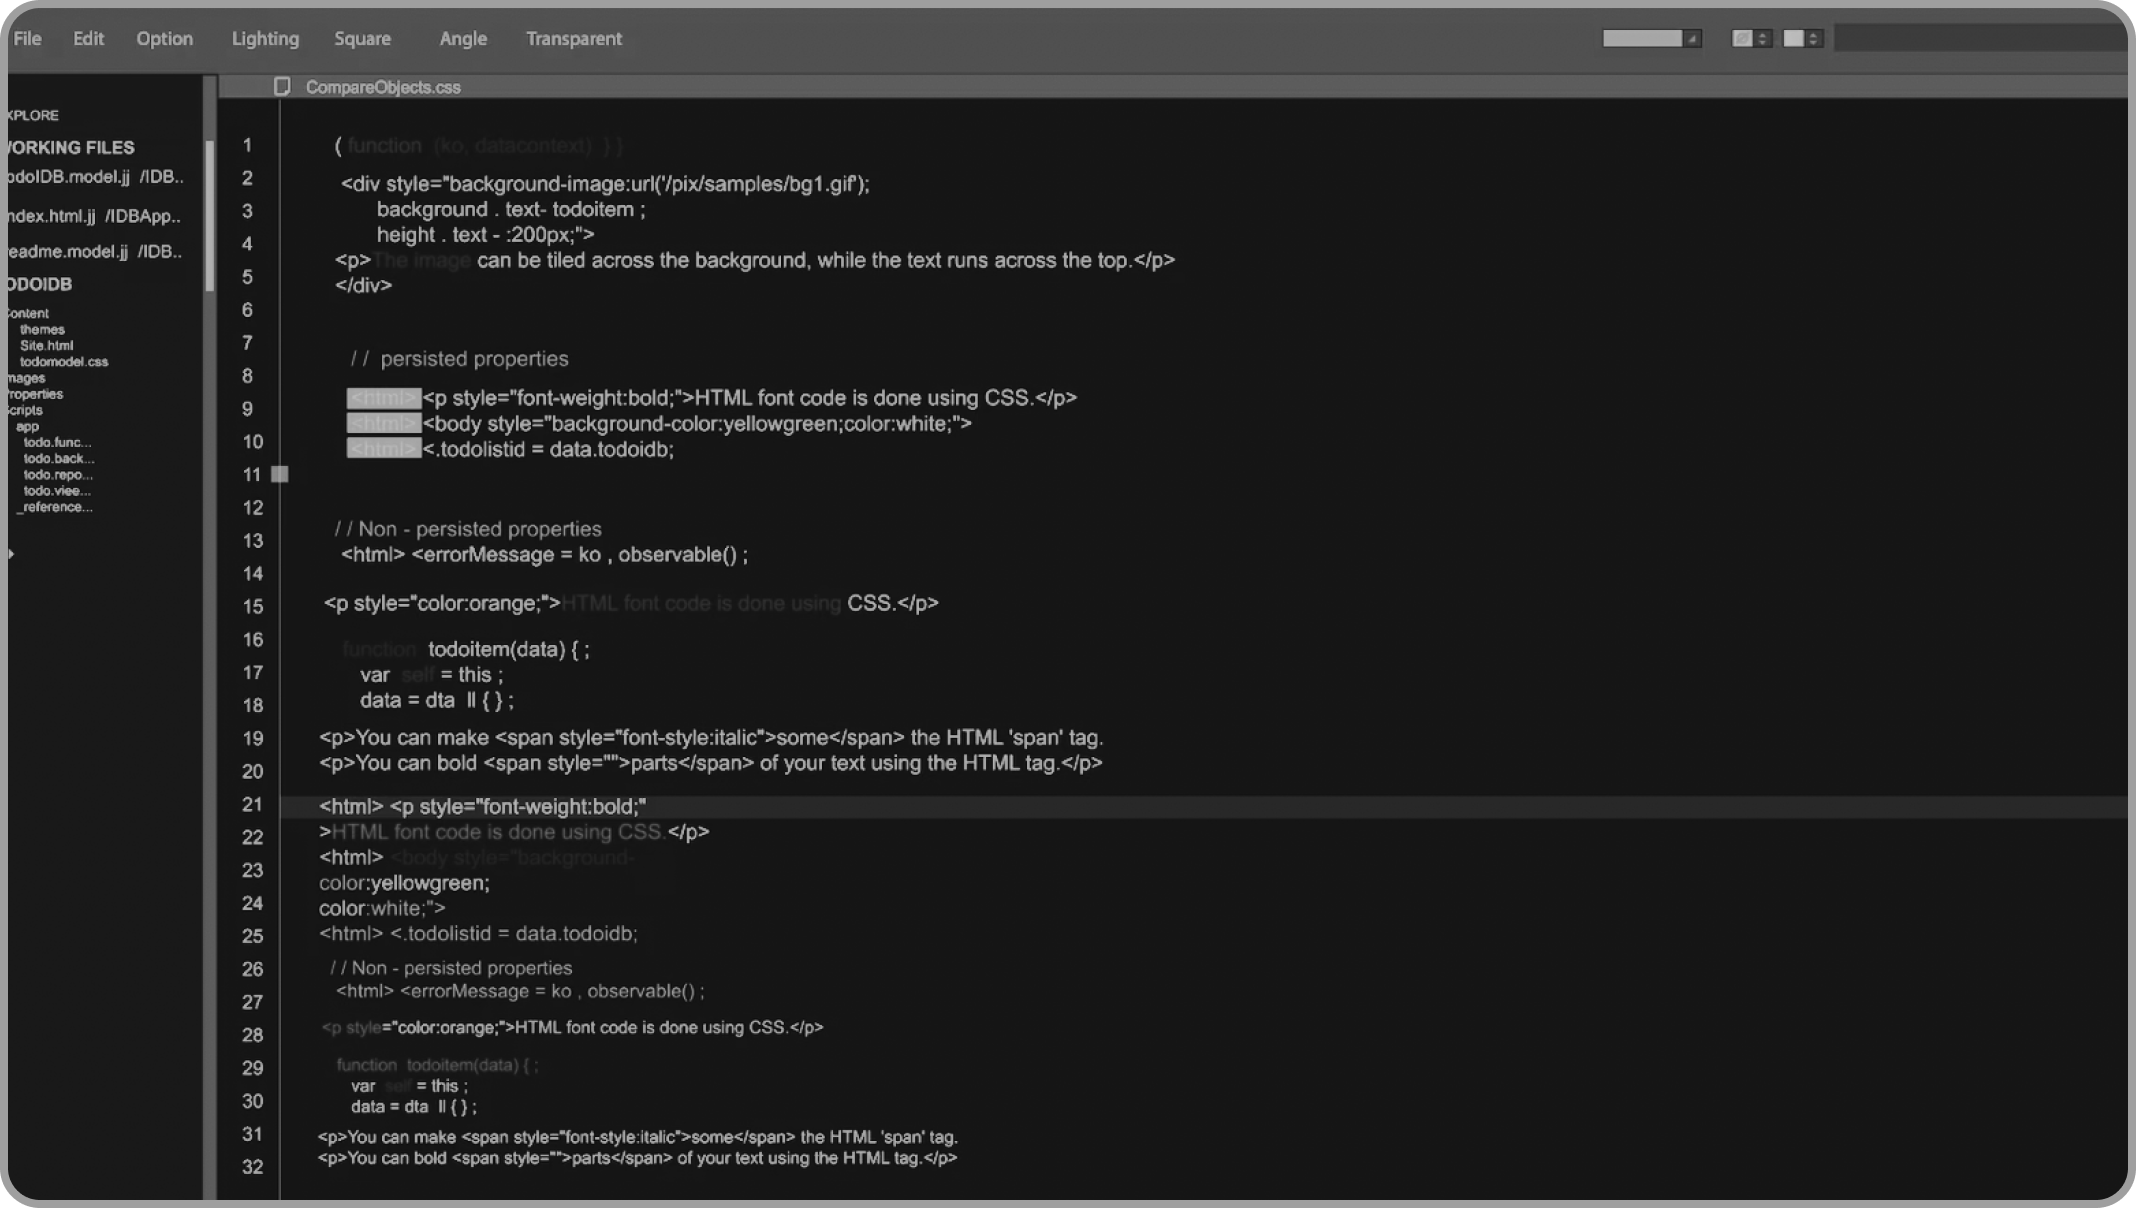 File Edit Option Lighting Square Angle Transparent
CompareObjects.css
XPLORE
WORKING FILES
odoIDB.model.jj /IDB..
ndex.html.jj /IDBApp..
readme.model.jj /IDB..
ODOIDB
Content
themes
Site.html
todomodel.css
mages
Properties
Scripts
app
todo.func...
todo.back...
todo.repo...
todo.viee...
_reference...
1
2
3
4
5
6
7
8
9
10
11
12
13
14
15
16
17
18
19
20
21
22
23
24
25
26
27
28
29
30
31
32
( function (ko, datacontext) } }
<div style="background-image:url('/pix/samples/bg1.gif');
background . text- todoitem ;
height . text - :200px;">
<p>The image can be tiled across the background, while the text runs across the top.</p>
</div>
// persisted properties
<html> <p style="font-weight:bold;">HTML font code is done using CSS.</p>
<html> <body style="background-color:yellowgreen;color:white;">
<html> <.todolistid = data.todoidb;
// Non - persisted properties
<html> <errorMessage = ko , observable() ;
<p style="color:orange;">HTML font code is done using CSS.</p>
function todoitem(data) { ;
var self = this ;
data = dta || { } ;
<p>You can make <span style="font-style:italic">some</span> the HTML 'span' tag.
<p>You can bold <span style="">parts</span> of your text using the HTML tag.</p>
<html> <p style="font-weight:bold;"
>HTML font code is done using CSS.</p>
<html> <body style="background-
color:yellowgreen;
color:white;">
<html> <.todolistid = data.todoidb;
// Non - persisted properties
<html> <errorMessage = ko , observable() ;
<p style="color:orange;">HTML font code is done using CSS.</p>
function todoitem(data) { ;
var self = this ;
data = dta || { } ;
<p>You can make <span style="font-style:italic">some</span> the HTML 'span' tag.
<p>You can bold <span style="">parts</span> of your text using the HTML tag.</p>